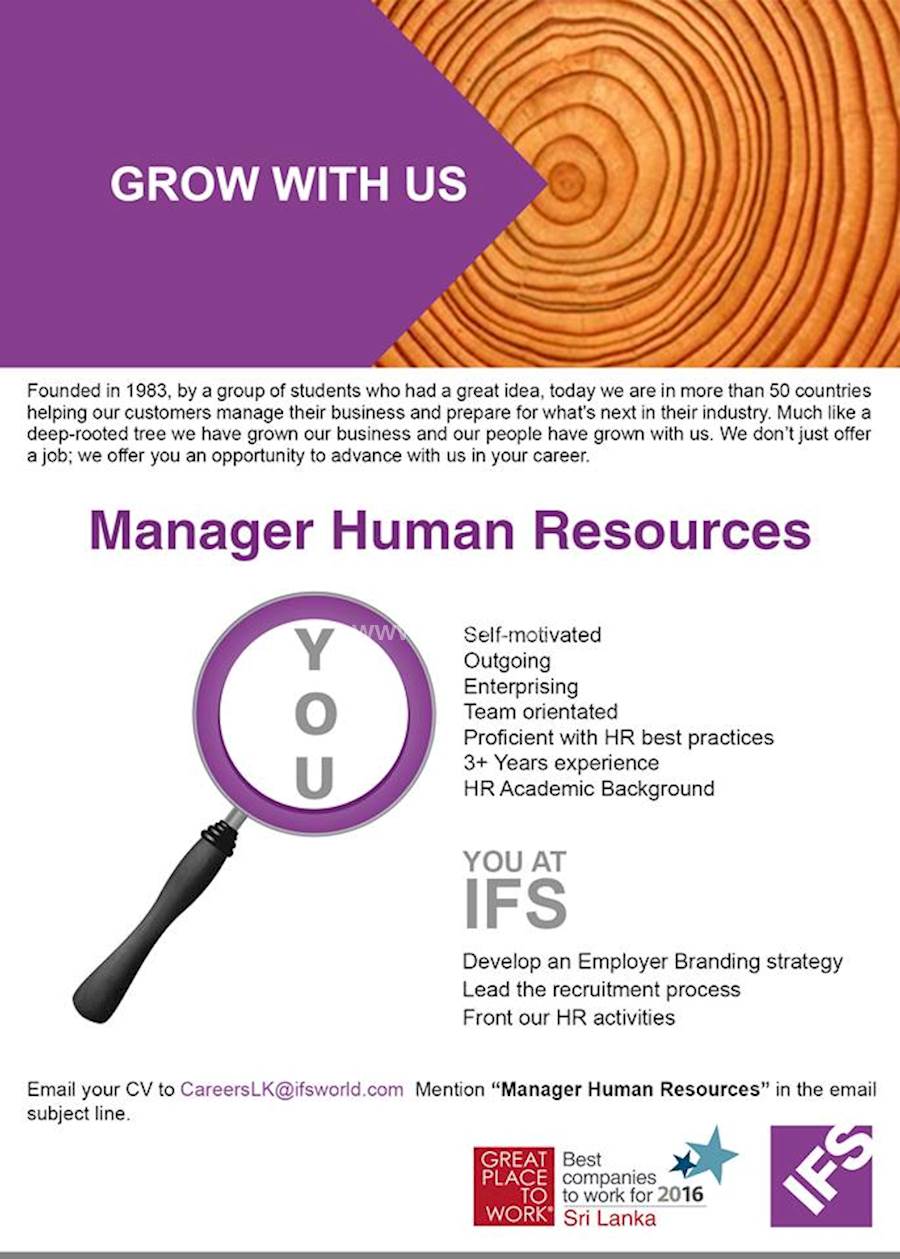 GROW WITH US
Founded in 1983, by a group of students who had a great idea, today we are in more than 50 countries
helping our customers manage their business and prepare for what's next in their industry. Much like a
deep-rooted tree we have grown our business and our people have grown with us. We don't just offer
a job; we offer you an opportunity to advance with us in your career.
Manager Human Resources
Y
O
U
www
Self-motivated
Outgoing
Enterprising
Team orientated
Proficient with HR best practices
3+ Years experience
HR Academic Background
YOU AT
IFS
Develop an Employer Branding strategy
Lead the recruitment process
Front our HR activities
Email your CV to CareersLK@ifsworld.com Mention “Manager Human Resources” in the email
subject line.
GREAT
PLACE
TO
WORK®
Best
companies
to work for 2016
Sri Lanka
IFS